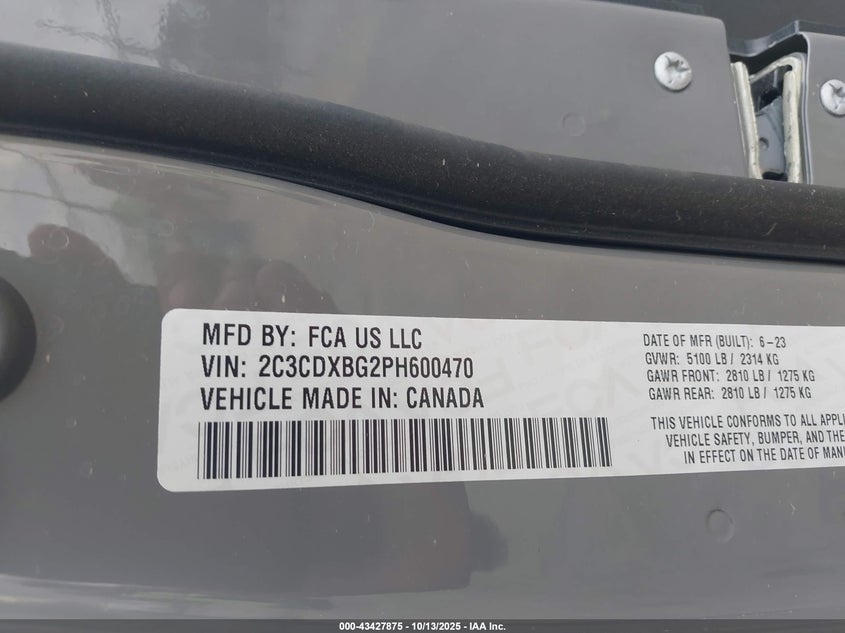 MFD BY: FCA US LLC
VIN: 2C3CDXBG2PH600470
VEHICLE MADE IN: CANADA
DATE OF MFR (BUILT): 6-23
GVWR: 5100 LB / 2314 KG
GAWR FRONT: 2810 LB / 1275 KG
GAWR REAR: 2810 LB / 1275 KG
THIS VEHICLE CONFORMS TO ALL APPL
VEHICLE SAFETY, BUMPER, AND THE
IN EFFECT ON THE DATE OF MAN
000-43427875 - 10/13/2025 - IAA Inc.